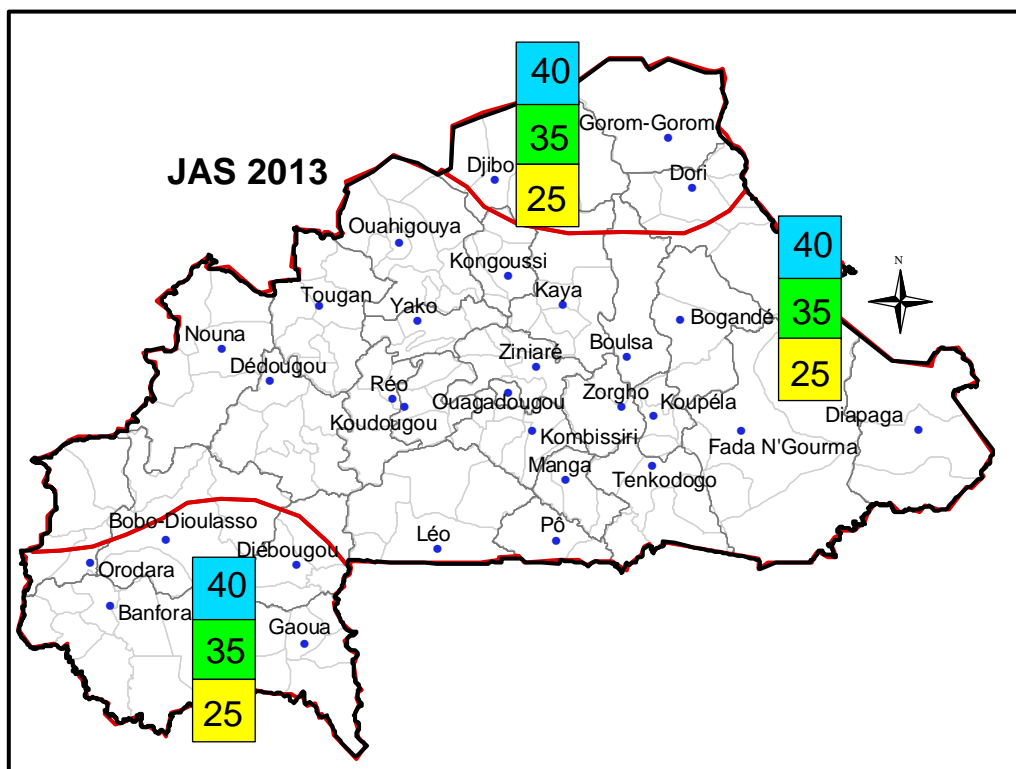 40
35
25
Gorom-Gorom
Djibo
Dori
JAS 2013
Ouahigouya
40
35
25
N
Kongoussi
Kaya
Tougan
Yako
Bogandé
Nouna
Boulsa
Ziniaré
Dédougou
Réo
Ouagadougou
Zorgho
Koupéla
Koudougou
Diapaga
Kombissiri
Fada N'Gourma
Manga
Tenkodogo
Bobo-Dioulasso
Léo
Pô
Diébougou
Orodara
40
35
25
Banfora
Gaoua